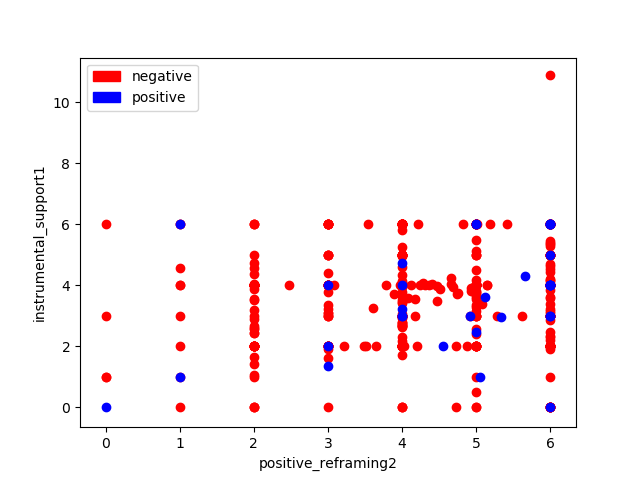 negative
positive
10
8
6
4
2
0
instrumental_support1
0 1 2 3 4 5 6
positive_reframing2